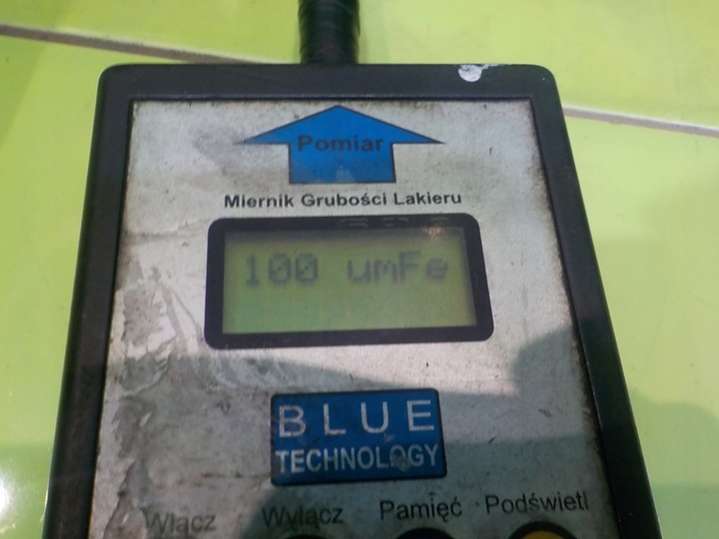 Pomiar
Miernik Grubości Lakieru
100 umFe
BLUE
TECHNOLOGY
Włącz Wyłącz Pamięć Podświetl